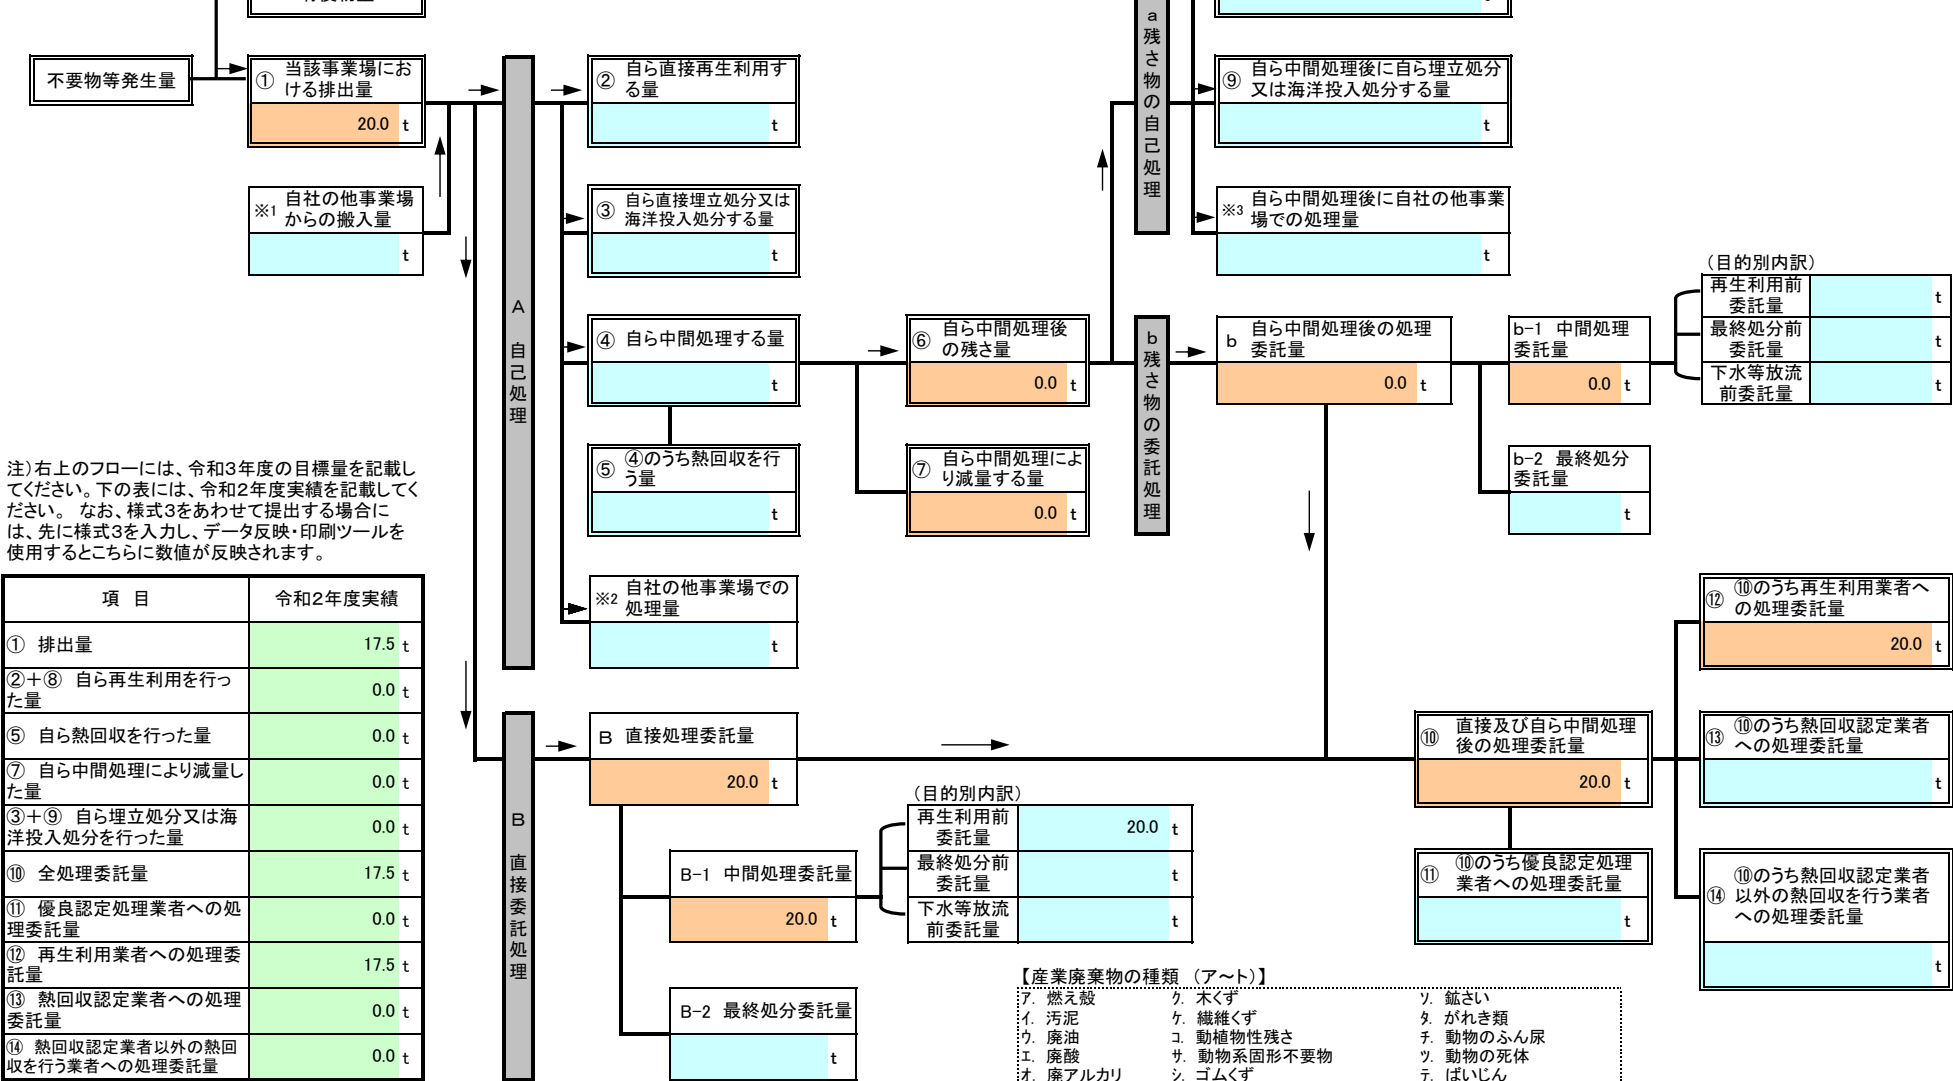 不要物等発生量
① 当該事業場にお
ける排出量
20.0 t
※1 自社の他事業場
からの搬入量
t
A 自己処理
② 自ら直接再生利用す
る量
t
③ 自ら直接埋立処分又は
海洋投入処分する量
t
④ 自ら中間処理する量
t
⑤ ④のうち熱回収を行
う量
t
※2 自社の他事業場での
処理量
t
⑥ 自ら中間処理後
の残さ量
0.0 t
⑦ 自ら中間処理によ
り減量する量
0.0 t
a 残さ物の自己処理
⑨ 自ら中間処理後に自ら埋立処分
又は海洋投入処分する量
t
※3 自ら中間処理後に自社の他事業
場での処理量
t
b 残さ物の委託処理
b 自ら中間処理後の処理
委託量
0.0 t
b-1 中間処理
委託量
0.0 t
(目的別内訳)
再生利用前
委託量
t
最終処分前
委託量
t
下水等放流
前委託量
t
b-2 最終処分
委託量
t
注)右上のフローには、令和3年度の目標量を記載し
てください。下の表には、令和2年度実績を記載してく
ださい。 なお、様式3をあわせて提出する場合に
は、先に様式3を入力し、データ反映・印刷ツールを
使用するとこちらに数値が反映されます。
項 目 令和2年度実績
① 排出量 17.5 t
②+⑧ 自ら再生利用を行っ
た量 0.0 t
⑤ 自ら熱回収を行った量 0.0 t
⑦ 自ら中間処理により減量し
た量 0.0 t
③+⑨ 自ら埋立処分又は海
洋投入処分を行った量 0.0 t
⑩ 全処理委託量 17.5 t
⑪ 優良認定処理業者への処
理委託量 0.0 t
⑫ 再生利用業者への処理委
託量 17.5 t
⑬ 熱回収認定業者への処理
委託量 0.0 t
⑭ 熱回収認定業者以外の熱回
収を行う業者への処理委託量 0.0 t
B 直接委託処理
B 直接処理委託量
20.0 t
B-1 中間処理委託量
20.0 t
(目的別内訳)
再生利用前
委託量
20.0 t
最終処分前
委託量
t
下水等放流
前委託量
t
B-2 最終処分委託量
t
⑩ 直接及び自ら中間処理
後の処理委託量
20.0 t
⑪ ⑩のうち優良認定処理
業者への処理委託量
t
⑫ ⑩のうち再生利用業者へ
の処理委託量
20.0 t
⑬ ⑩のうち熱回収認定業者
への処理委託量
t
⑭ ⑩のうち熱回収認定業者
以外の熱回収を行う業者
への処理委託量
t
【産業廃棄物の種類 (ア~ト)】
ア. 燃え殻 ク. 木くず ソ. 鉱さい
イ. 汚泥 ケ. 繊維くず タ. がれき類
ウ. 廃油 コ. 動植物性残さ チ. 動物のふん尿
エ. 廃酸 サ. 動物系固形不要物 ツ. 動物の死体
オ. 廃アルカリ シ. ゴムくず テ. ばいじん